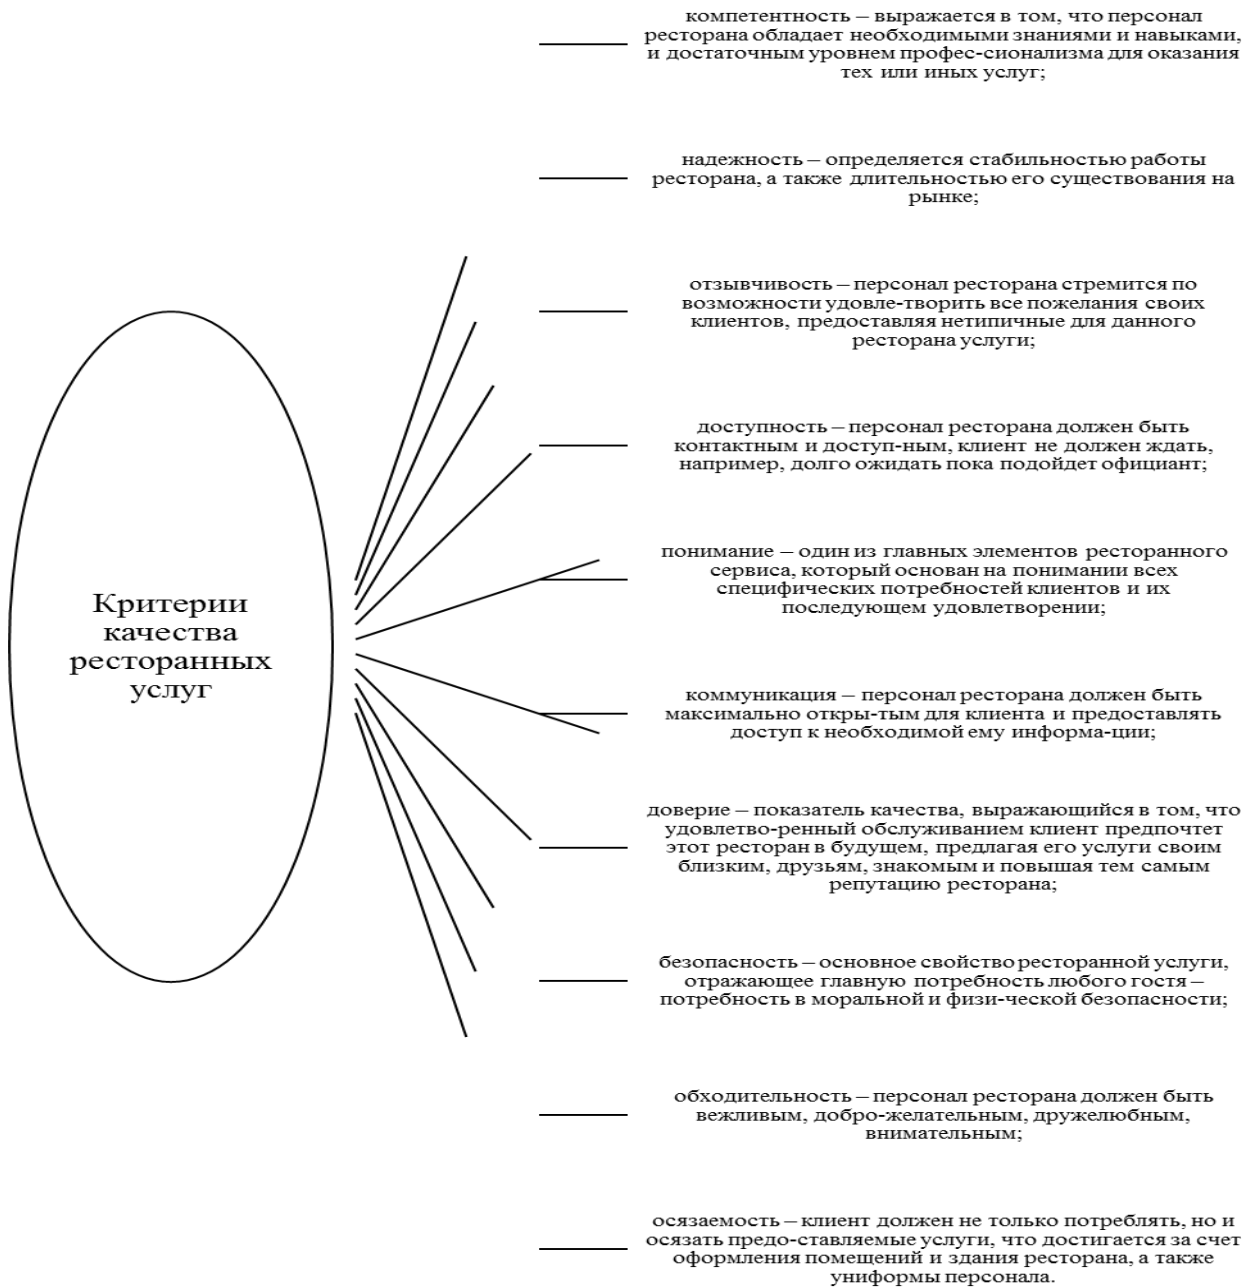 компетентность – выражается в том, что персонал
ресторана обладает необходимыми знаниями и навыками,
и достаточным уровнем профес-сионализма для оказания
тех или иных услуг;
надежность – определяется стабильностью работы
ресторана, а также длительностью его существования на
рынке;
отзывчивость – персонал ресторана стремится по
возможности удовле-творить все пожелания своих
клиентов, предоставляя нетипичные для данного
ресторана услуги;
доступность – персонал ресторана должен быть
контактным и доступ-ным, клиент не должен ждать,
например, долго ожидать пока подойдет официант;
понимание – один из главных элементов ресторанного
сервиса, который основан на понимании всех
специфических потребностей клиентов и их
последующем удовлетворении;
Критерии
качества
ресторанных
услуг
коммуникация – персонал ресторана должен быть
максимально откры-тым для клиента и предоставлять
доступ к необходимой ему информа-ции;
доверие – показатель качества, выражающийся в том, что
удовлетво-ренный обслуживанием клиент предпочтет
этот ресторан в будущем, предлагая его услуги своим
близким, друзьям, знакомым и повышая тем самым
репутацию ресторана;
безопасность – основное свойство ресторанной услуги,
отражающее главную потребность любого гостя –
потребность в моральной и физи-ческой безопасности;
обходительность – персонал ресторана должен быть
вежливым, добро-желательным, дружелюбным,
внимательным;
осязаемость – клиент должен не только потреблять, но и
осязать предо-ставляемые услуги, что достигается за счет
оформления помещений и здания ресторана, а также
униформы персонала.